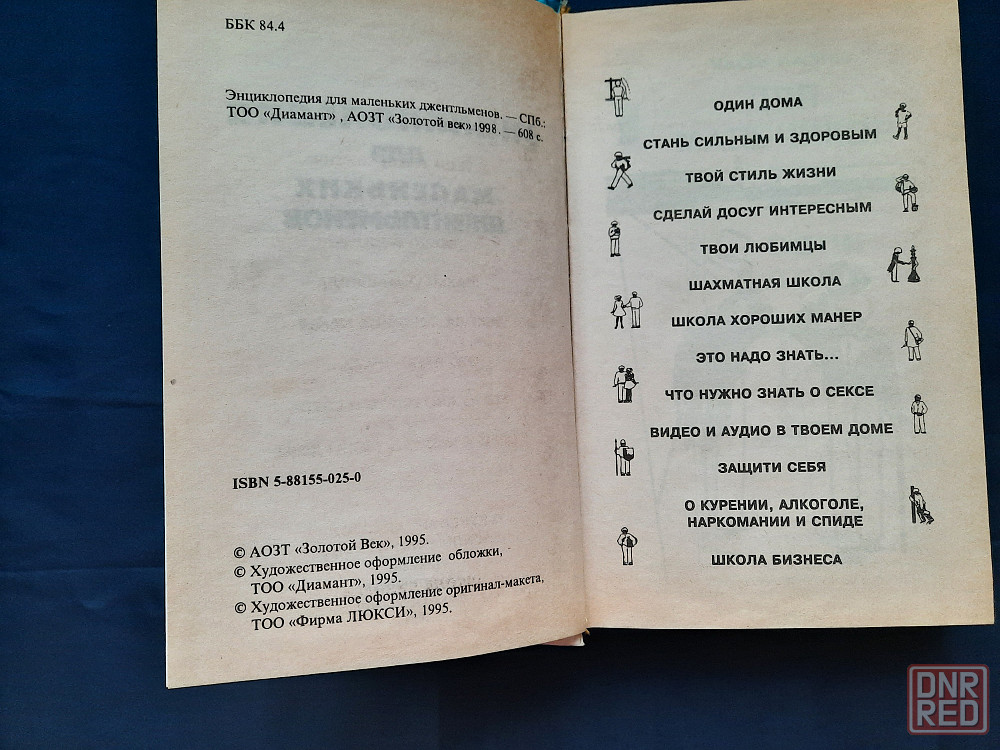 ББК 84.4
Энциклопедия для маленьких джентльменов. — СПб.:
ТОО «Диамант» , АОЗТ «Золотой век» 1998. — 608 с.
ISBN 5-88155-025-0
© АОЗТ «Золотой Век», 1995.
© Художественное оформление обложки,
ТОО «Диамант», 1995.
© Художественное оформление оригинал-макета,
ТОО «Фирма ЛЮКСИ», 1995.
ОДИН ДОМА
СТАНЬ СИЛЬНЫМ И ЗДОРОВЫМ
ТВОЙ СТИЛЬ ЖИЗНИ
СДЕЛАЙ ДОСУГ ИНТЕРЕСНЫМ
ТВОИ ЛЮБИМЦЫ
ШАХМАТНАЯ ШКОЛА
ШКОЛА ХОРОШИХ МАНЕР
ЭТО НАДО ЗНАТЬ...
ЧТО НУЖНО ЗНАТЬ О СЕКСЕ
ВИДЕО И АУДИО В ТВОЕМ ДОМЕ
ЗАЩИТИ СЕБЯ
О КУРЕНИИ, АЛКОГОЛЕ,
НАРКОМАНИИ И СПИДЕ
ШКОЛА БИЗНЕСА
DNR
RED